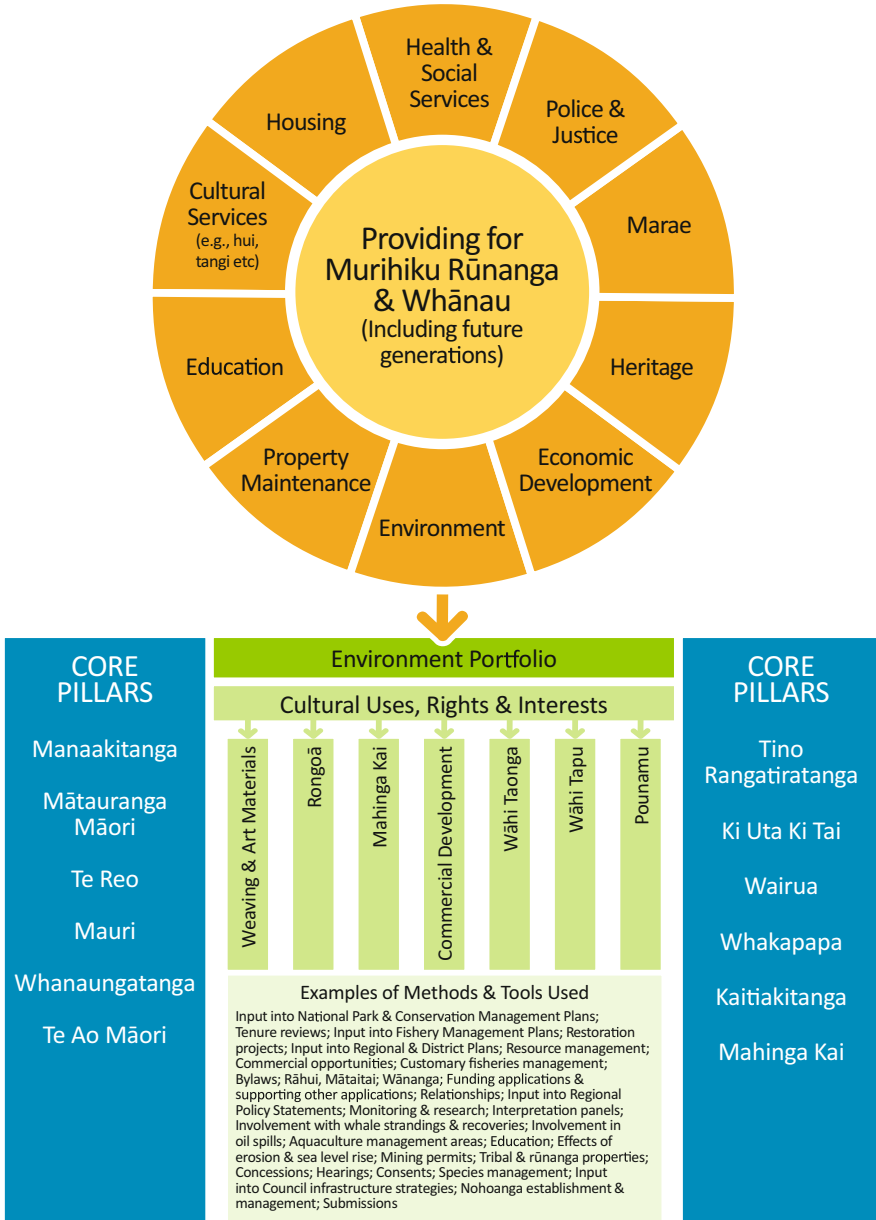 Health &
Social
Services
Police &
Justice
Marae
Heritage
Economic
Development
Environment
Property
Maintenance
Education
Cultural
Services
(e.g., hui,
tangi etc)
Housing
Providing for
Murihiku Rūnanga
& Whānau
(Including future
generations)
CORE
PILLARS
Manaakitanga
Mātauranga
Māori
Te Reo
Mauri
Whanaungatanga
Te Ao Māori
Environment Portfolio
Cultural Uses, Rights & Interests
Weaving & Art Materials
Rongoā
Mahinga Kai
Commercial Development
Wāhi Taonga
Wāhi Tapu
Pounamu
Examples of Methods & Tools Used
Input into National Park & Conservation Management Plans;
Tenure reviews; Input into Fishery Management Plans; Restoration
projects; Input into Regional & District Plans; Resource management;
Commercial opportunities; Customary fisheries management;
Bylaws; Rāhui, Mātaitai; Wānanga; Funding applications &
supporting other applications; Relationships; Input into Regional
Policy Statements; Monitoring & research; Interpretation panels;
Involvement with whale strandings & recoveries; Involvement in
oil spills; Aquaculture management areas; Education; Effects of
erosion & sea level rise; Mining permits; Tribal & rūnanga properties;
Concessions; Hearings; Consents; Species management; Input
into Council infrastructure strategies; Nohoanga establishment &
management; Submissions
CORE
PILLARS
Tino
Rangatiratanga
Ki Uta Ki Tai
Wairua
Whakapapa
Kaitiakitanga
Mahinga Kai